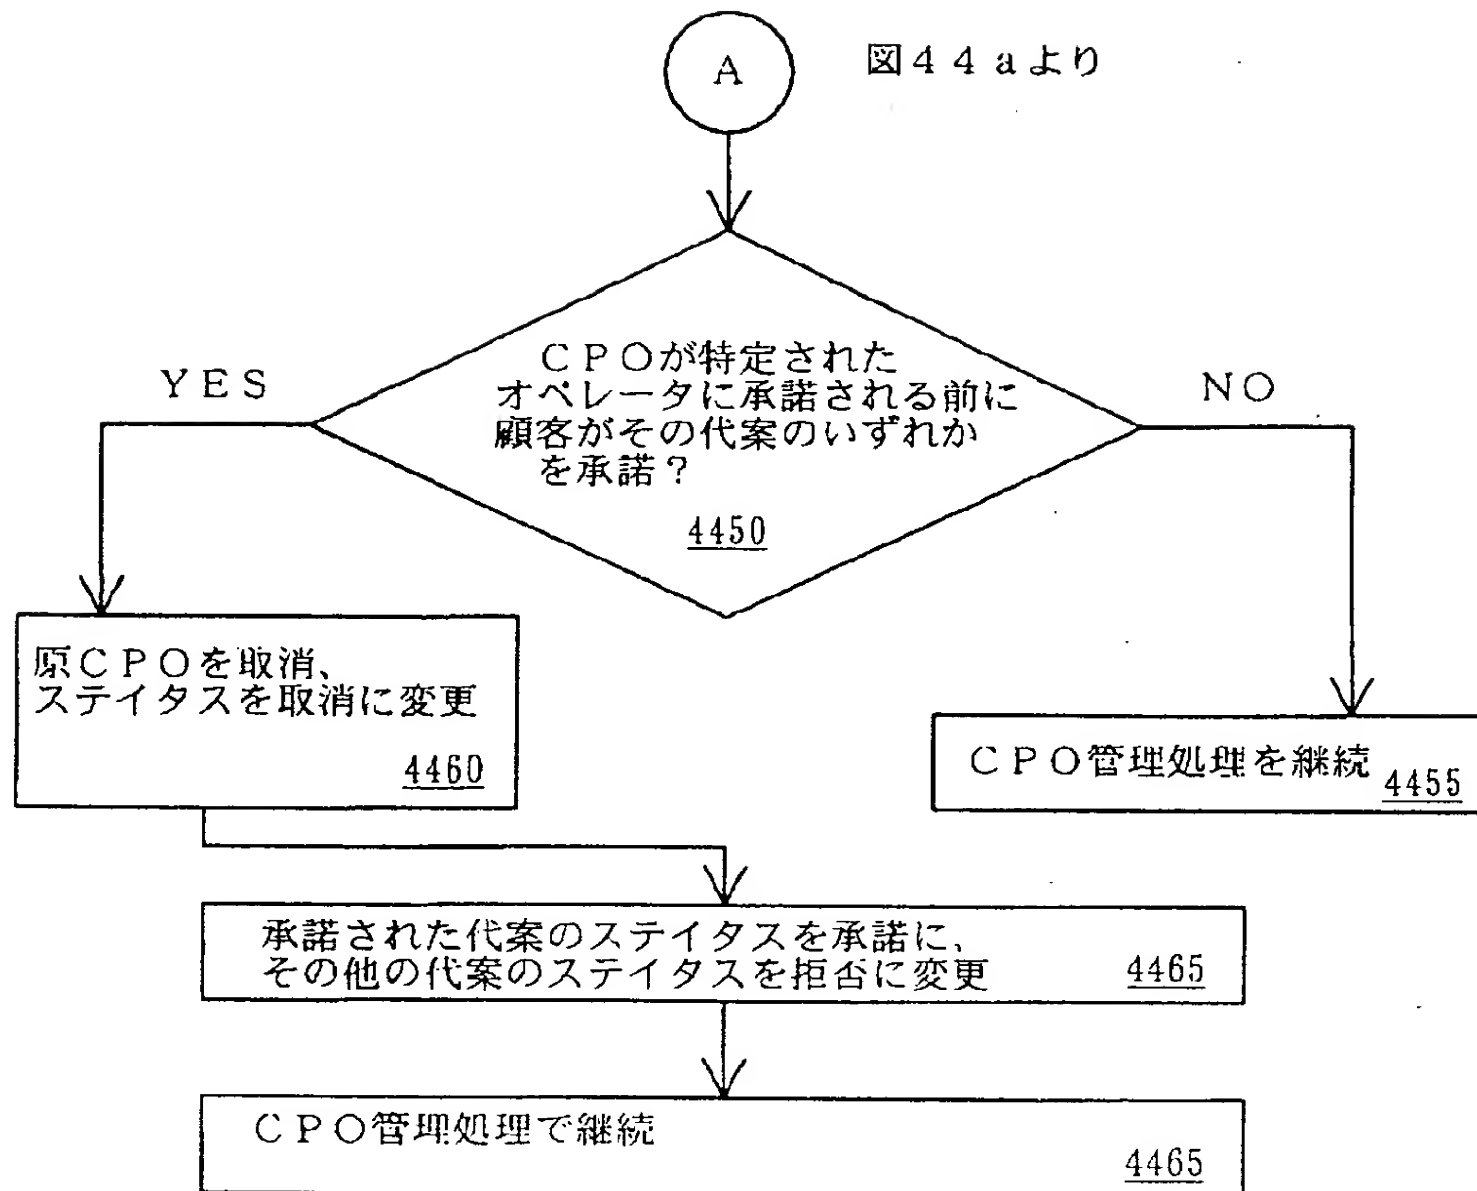 A
図４４ａより
ＣＰＯが特定された
オペレータに承諾される前に
顧客がその代案のいずれか
を承諾？
4450
ＹＥＳ
ＮＯ
原ＣＰＯを取消、
ステイタスを取消に変更
4460
ＣＰＯ管理処理を継続
4455
承諾された代案のステイタスを承諾に、
その他の代案のステイタスを拒否に変更
4465
ＣＰＯ管理処理で継続
4465